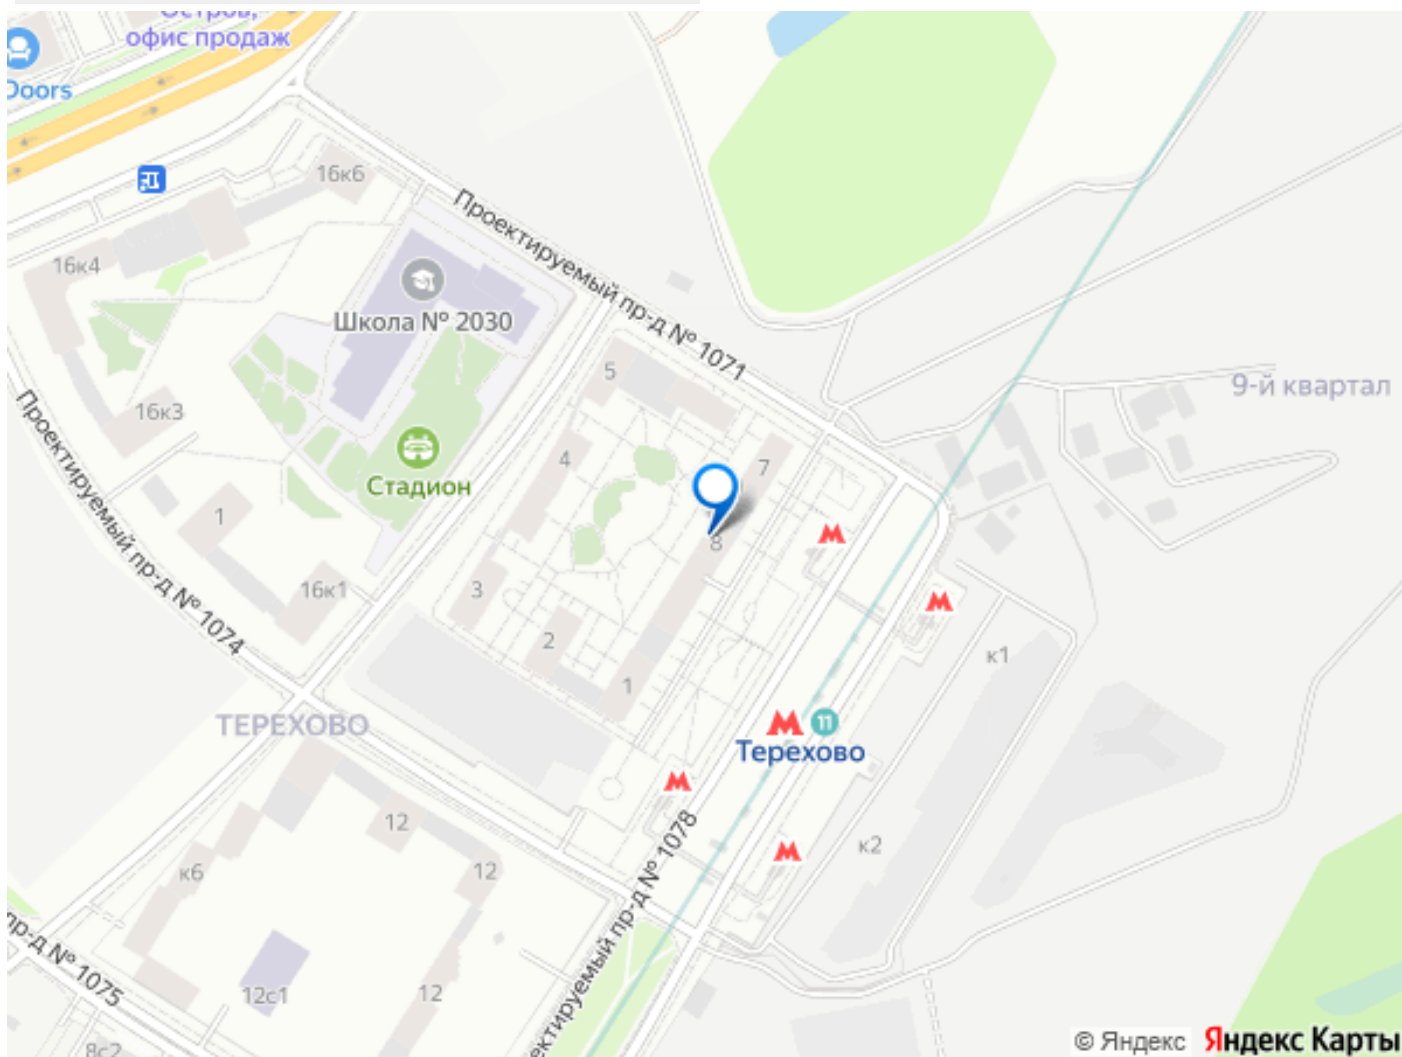 Остров,
офис продаж
Doors
16к6
Проектируемый пр-д № 1071
16к4
Школа № 2030
5
9-й квартал
16к3
Проектируемый пр-д № 1074
4
7
Стадион
1
8
3
16к1
2
к1
1
ТЕРЕХОВО
11
Терехово
12
к2
к6
12
Проектируемый пр-д № 1078
пр-д № 1075
12с1
12
8с2
© Яндекс Яндекс Карты